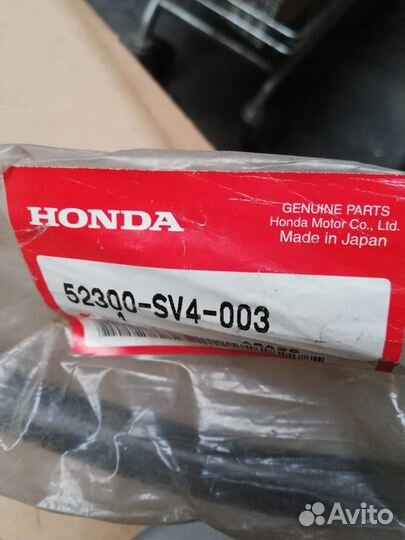 HONDA
GENUINE PARTS
Honda Motor Co., Ltd.
Made in Japan
52300-SV4-003
Avito